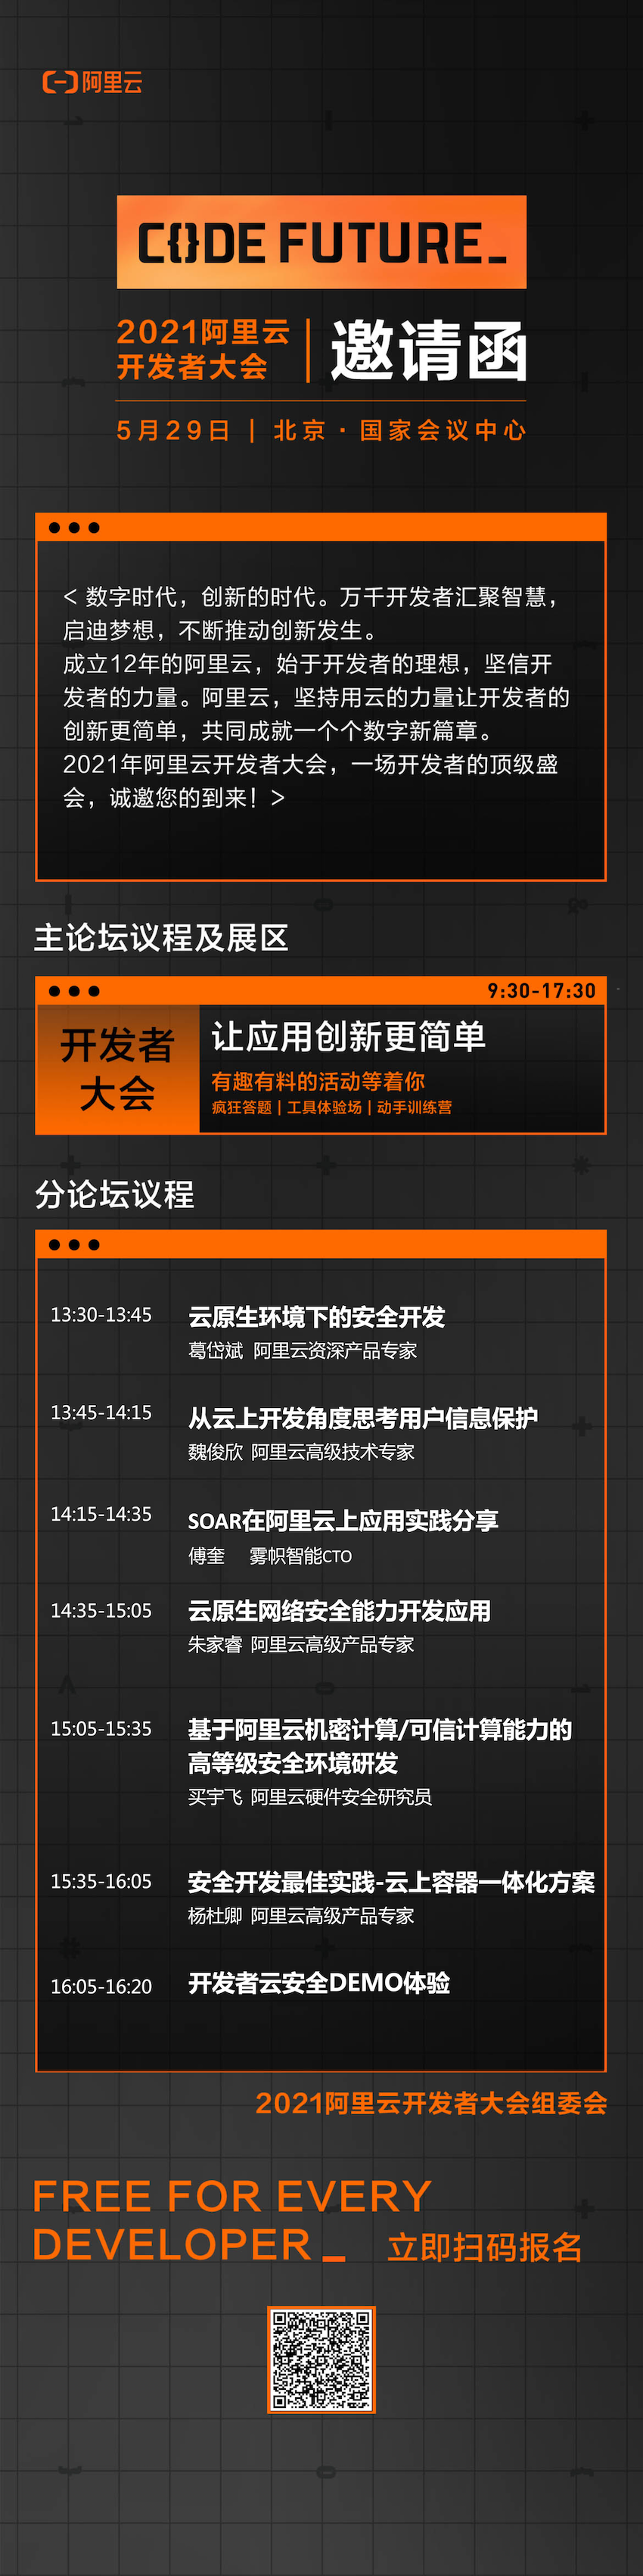 阿里云
C{}DE FUTURE_
2021阿里云
开发者大会
邀请函
5月29日 | 北京·国家会议中心
< 数字时代，创新的时代。万千开发者汇聚智慧，
启迪梦想，不断推动创新发生。
成立12年的阿里云，始于开发者的理想，坚信开
发者的力量。阿里云，坚持用云的力量让开发者的
创新更简单，共同成就一个个数字新篇章。
2021年阿里云开发者大会，一场开发者的顶级盛
会，诚邀您的到来！>
主论坛议程及展区
9:30-17:30
开发者
大会
让应用创新更简单
有趣有料的活动等着你
疯狂答题 | 工具体验场 | 动手训练营
分论坛议程
13:30-13:45
云原生环境下的安全开发
葛岱斌 阿里云资深产品专家
13:45-14:15
从云上开发角度思考用户信息保护
魏俊欣 阿里云高级技术专家
14:15-14:35
SOAR在阿里云上应用实践分享
傅奎 雾帜智能CTO
14:35-15:05
云原生网络安全能力开发应用
朱家睿 阿里云高级产品专家
15:05-15:35
基于阿里云机密计算/可信计算能力的
高等级安全环境研发
买宇飞 阿里云硬件安全研究员
15:35-16:05
安全开发最佳实践-云上容器一体化方案
杨杜卿 阿里云高级产品专家
16:05-16:20
开发者云安全DEMO体验
2021阿里云开发者大会组委会
FREE FOR EVERY
DEVELOPER _
立即扫码报名